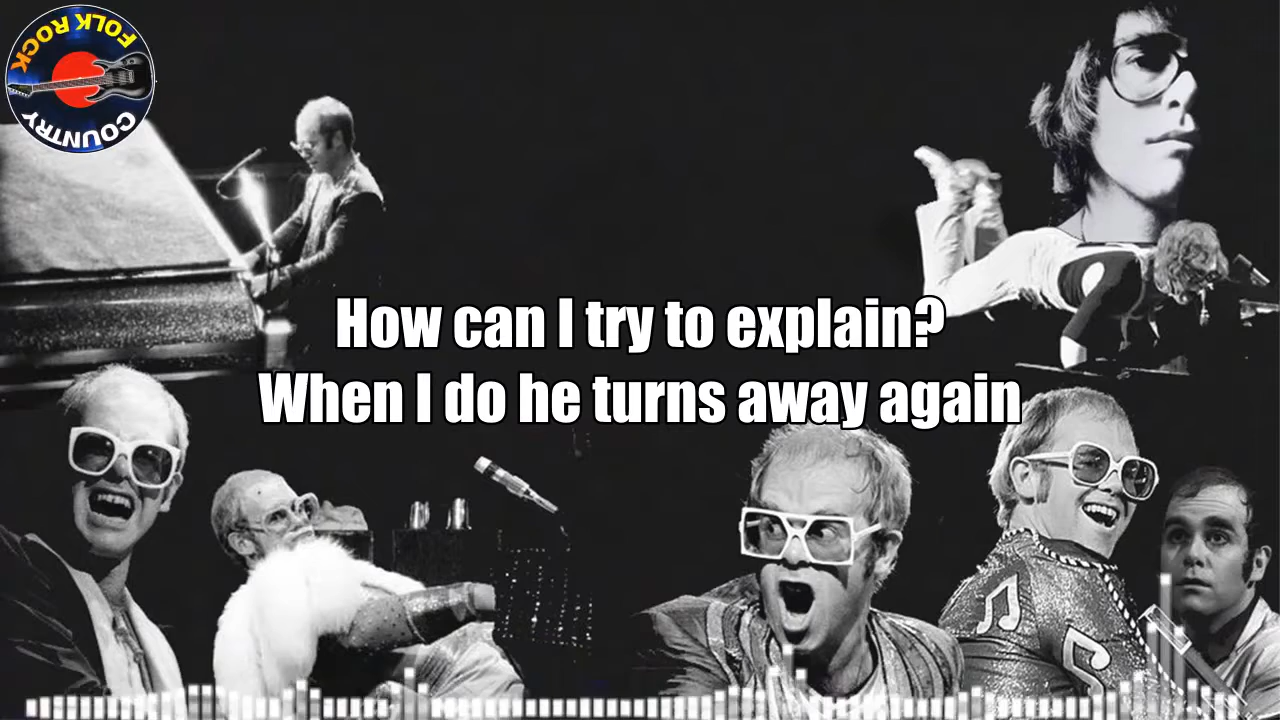 FOLK ROCK
COUNTRY
How can I try to explain?
When I do he turns away again